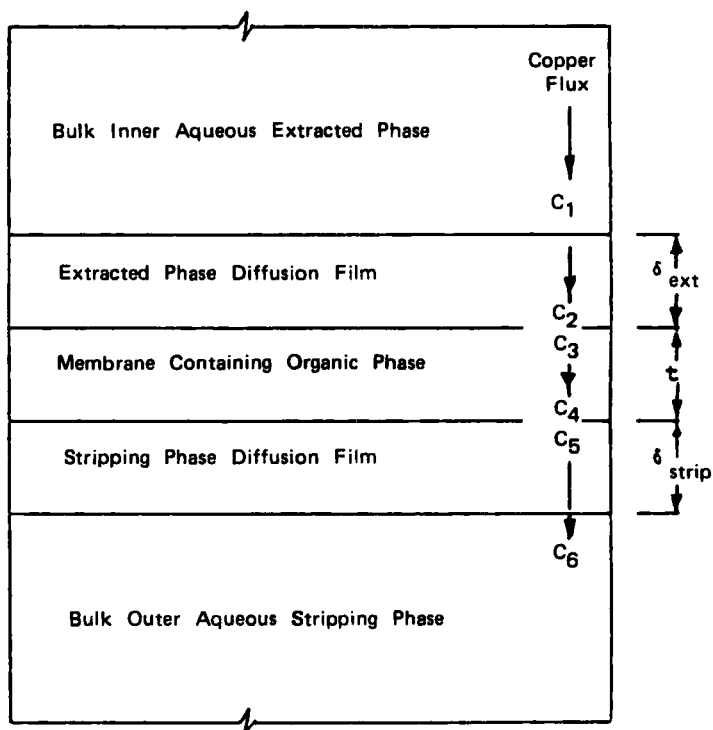 Copper
Flux
Bulk Inner Aqueous Extracted Phase
C1
Extracted Phase Diffusion Film
δ ext
C2
C3
Membrane Containing Organic Phase
t
C4
C5
Stripping Phase Diffusion Film
δ strip
C6
Bulk Outer Aqueous Stripping Phase